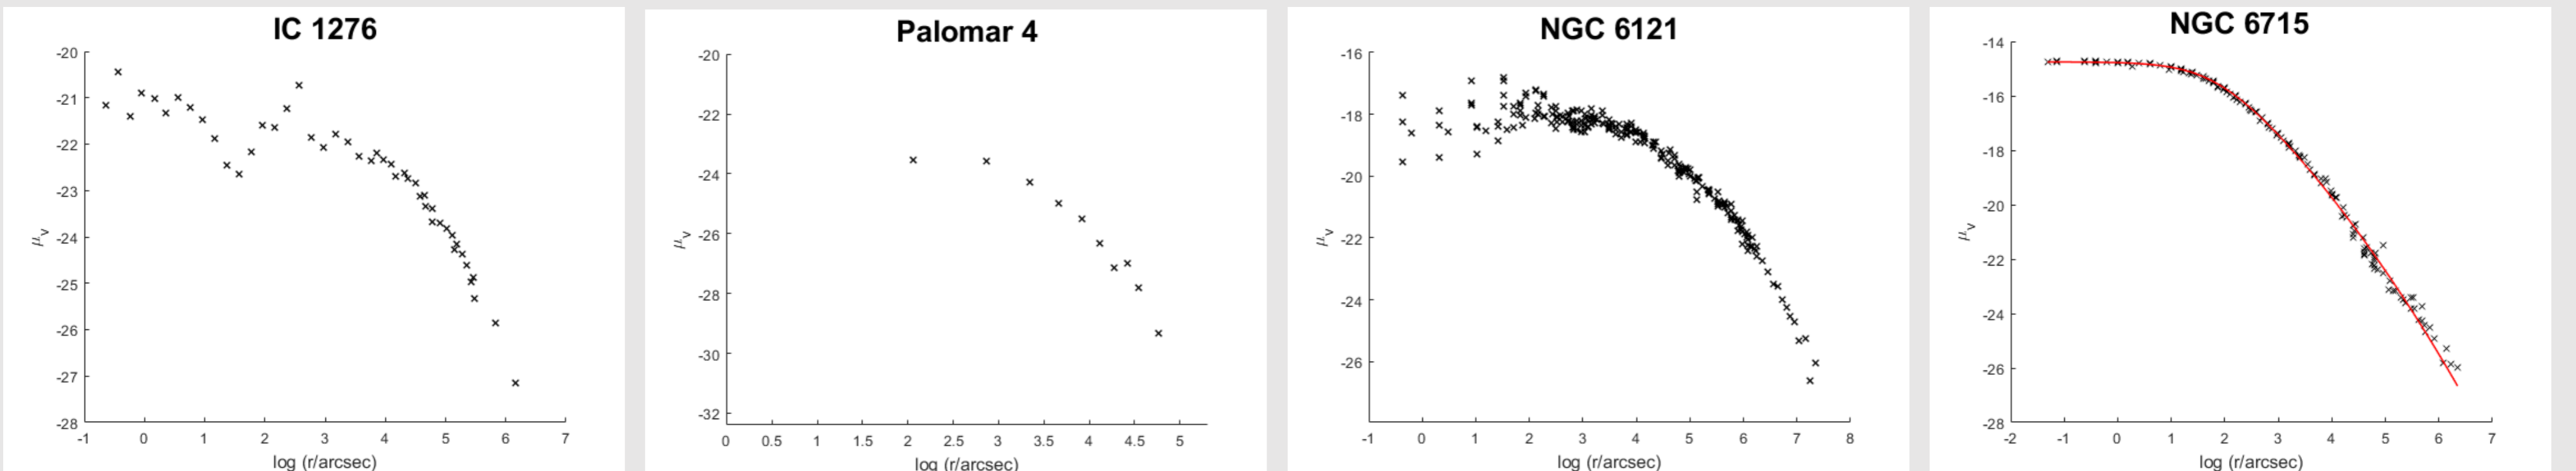 IC 1276
-20
-21
-22
-23
-24
-25
-26
-27
-28
μv
-1 0 1 2 3 4 5 6 7
log (r/arcsec)
Palomar 4
-20
-22
-24
-26
-28
-30
-32
μv
0 0.5 1 1.5 2 2.5 3 3.5 4 4.5 5
log (r/arcsec)
NGC 6121
-16
-18
-20
-22
-24
-26
μv
-1 0 1 2 3 4 5 6 7 8
log (r/arcsec)
NGC 6715
-14
-16
-18
-20
-22
-24
-26
-28
μv
-2 -1 0 1 2 3 4 5 6 7
log (r/arcsec)